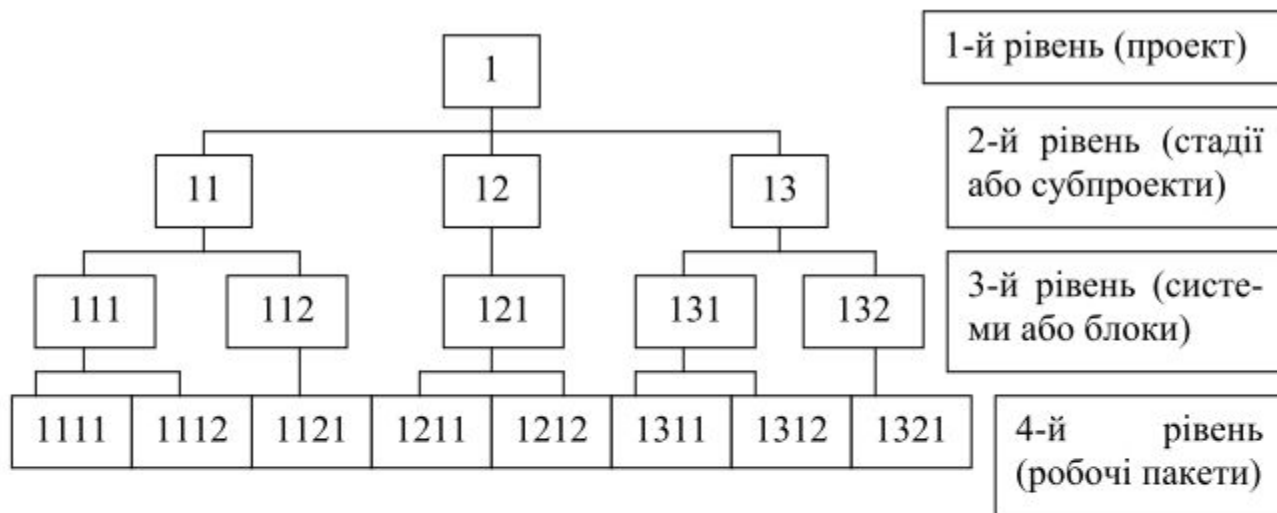 1-й рівень (проект)
1
2-й рівень (стадії
або субпроекти)
11 12 13
3-й рівень (систе-
ми або блоки)
111 112 121 131 132
1111 1112 1121 1211 1212 1311 1312 1321
4-й рівень
(робочі пакети)